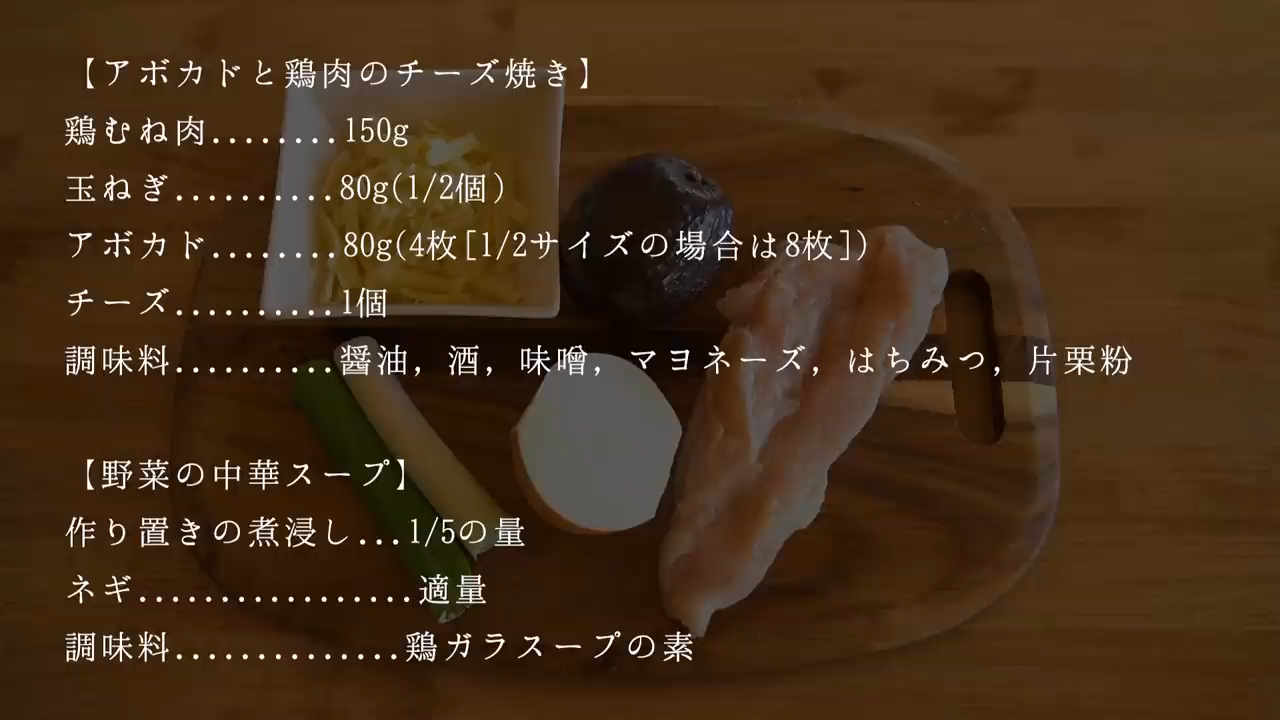 【アボカドと鶏肉のチーズ焼き】
鶏むね肉........150g
玉ねぎ..........80g(1/2個)
アボカド........80g(4枚[1/2サイズの場合は8枚])
チーズ..........1個
調味料..........醤油, 酒, 味噌, マヨネーズ, はちみつ, 片栗粉
【野菜の中華スープ】
作り置きの煮浸し...1/5の量
ネギ.................適量
調味料..............鶏ガラスープの素